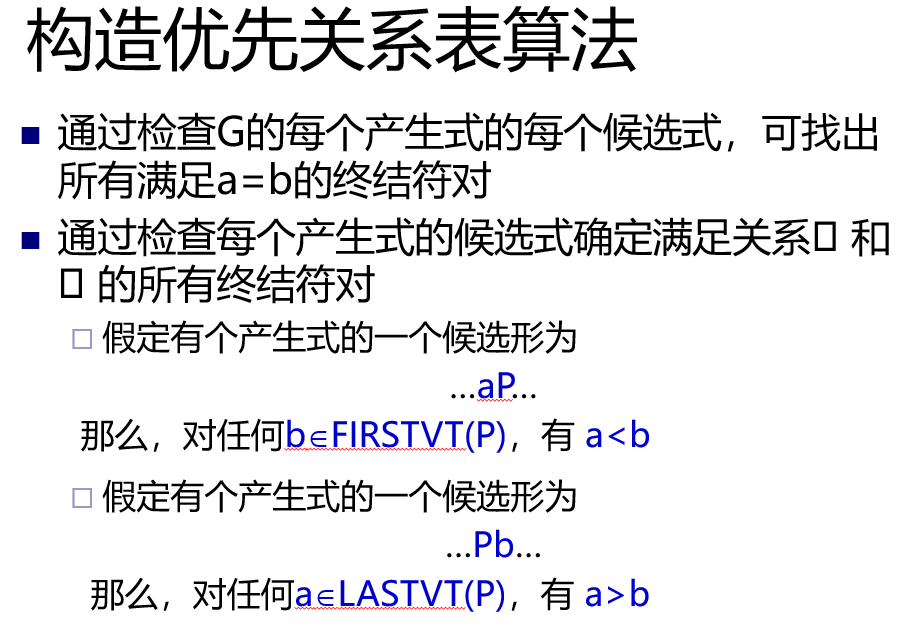 构造优先关系表算法
通过检查G的每个产生式的每个候选式，可找出
所有满足a=b的终结符对
通过检查每个产生式的候选式确定满足关系□ 和
□ 的所有终结符对
假定有个产生式的一个候选形为
…aP…
那么，对任何b∈FIRSTVT(P)，有 a<b
假定有个产生式的一个候选形为
…Pb…
那么，对任何a∈LASTVT(P)，有 a>b